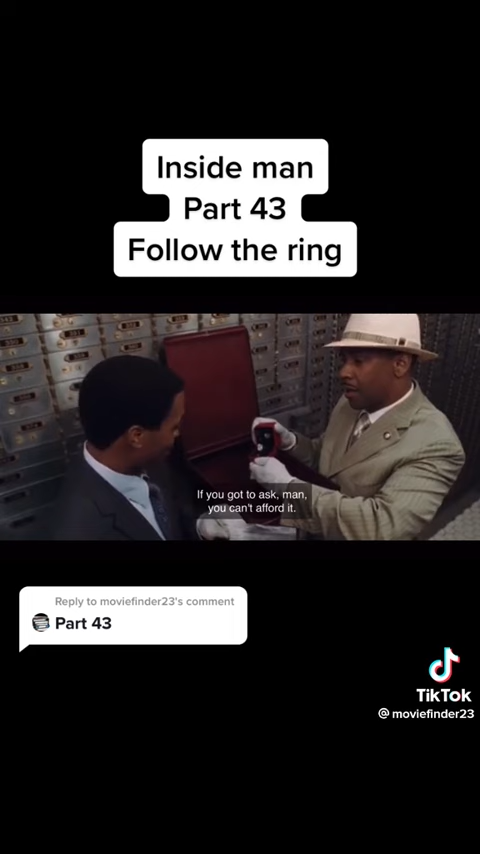 Inside man
Part 43
Follow the ring
If you got to ask, man,
you can't afford it.
Reply to moviefinder23's comment
Part 43
TikTok
@moviefinder23